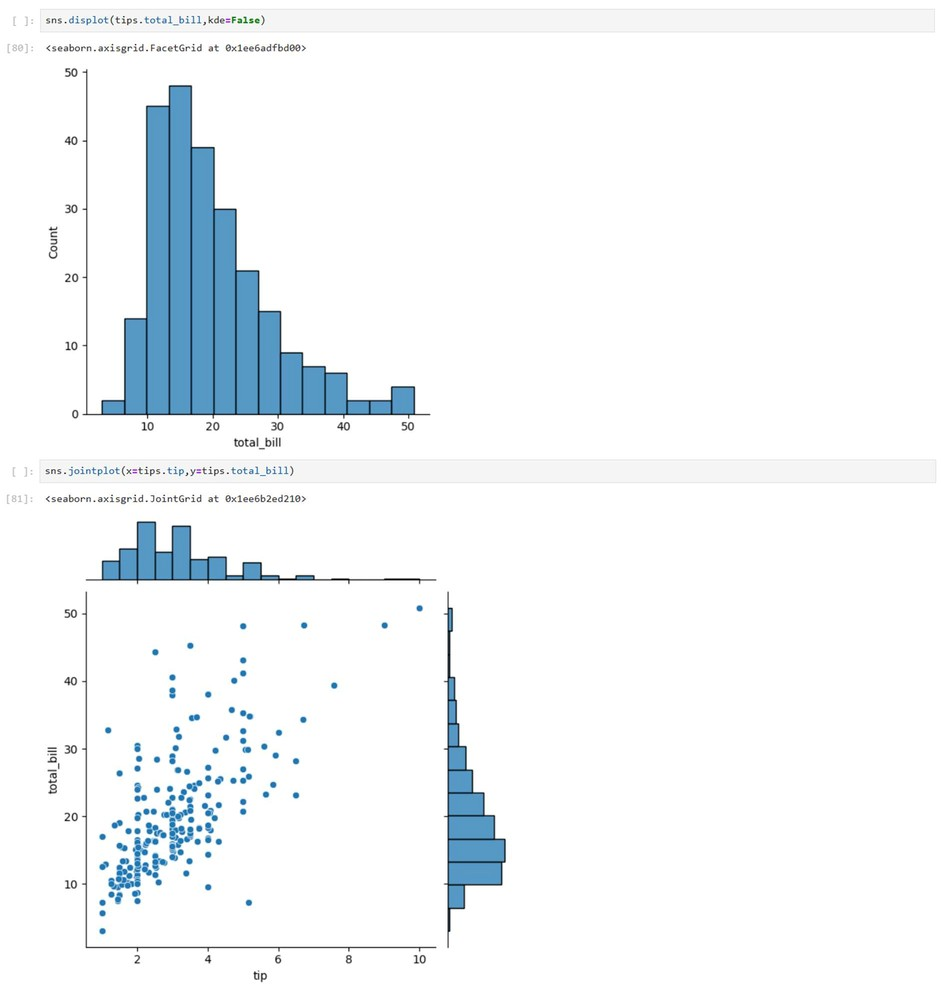 [ ]: sns.displot(tips.total_bill,kde=False)
[80]: <seaborn.axisgrid.FacetGrid at 0x1ee6adfbd00>
50
40
30
20
10
0
Count
10 20 30 40 50
total_bill
[ ]: sns.jointplot(x=tips.tip,y=tips.total_bill)
[81]: <seaborn.axisgrid.JointGrid at 0x1ee6b2ed210>
50
40
30
20
10
total_bill
2 4 6 8 10
tip